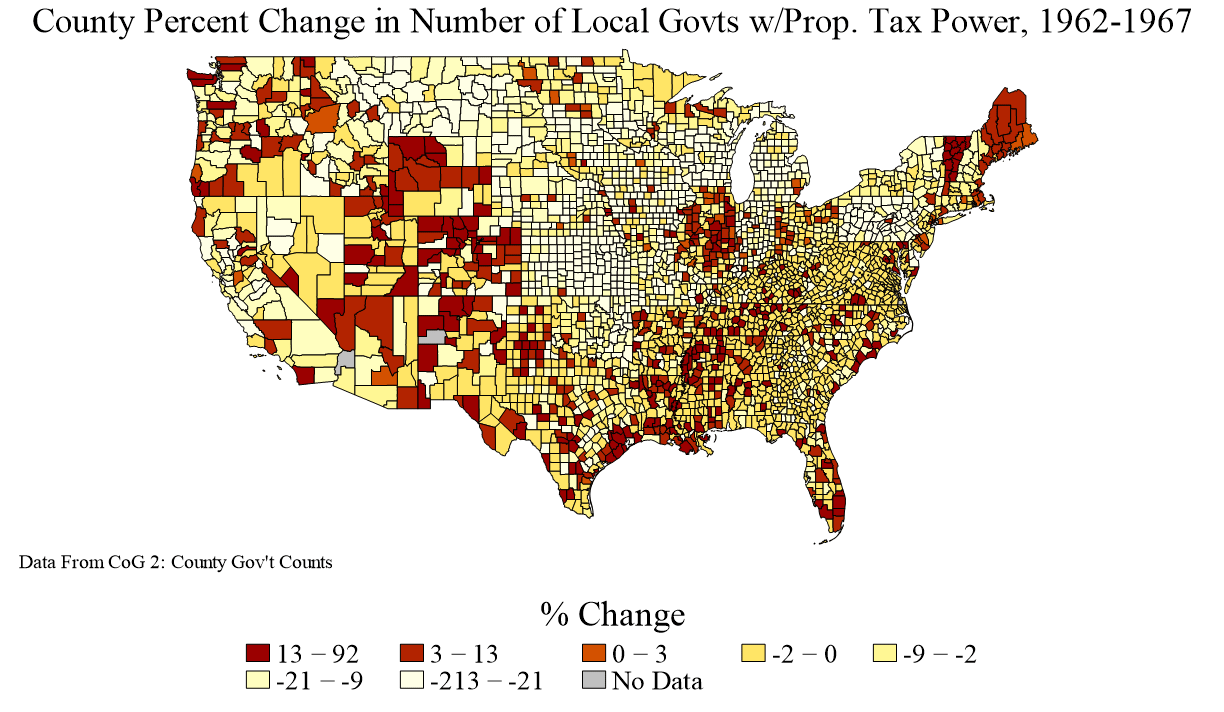 County Percent Change in Number of Local Govts w/Prop. Tax Power, 1962-1967
Data From CoG 2: County Gov't Counts
% Change
13 − 92 3 − 13 0 − 3 -2 − 0 -9 − -2
-21 − -9 -213 − -21 No Data